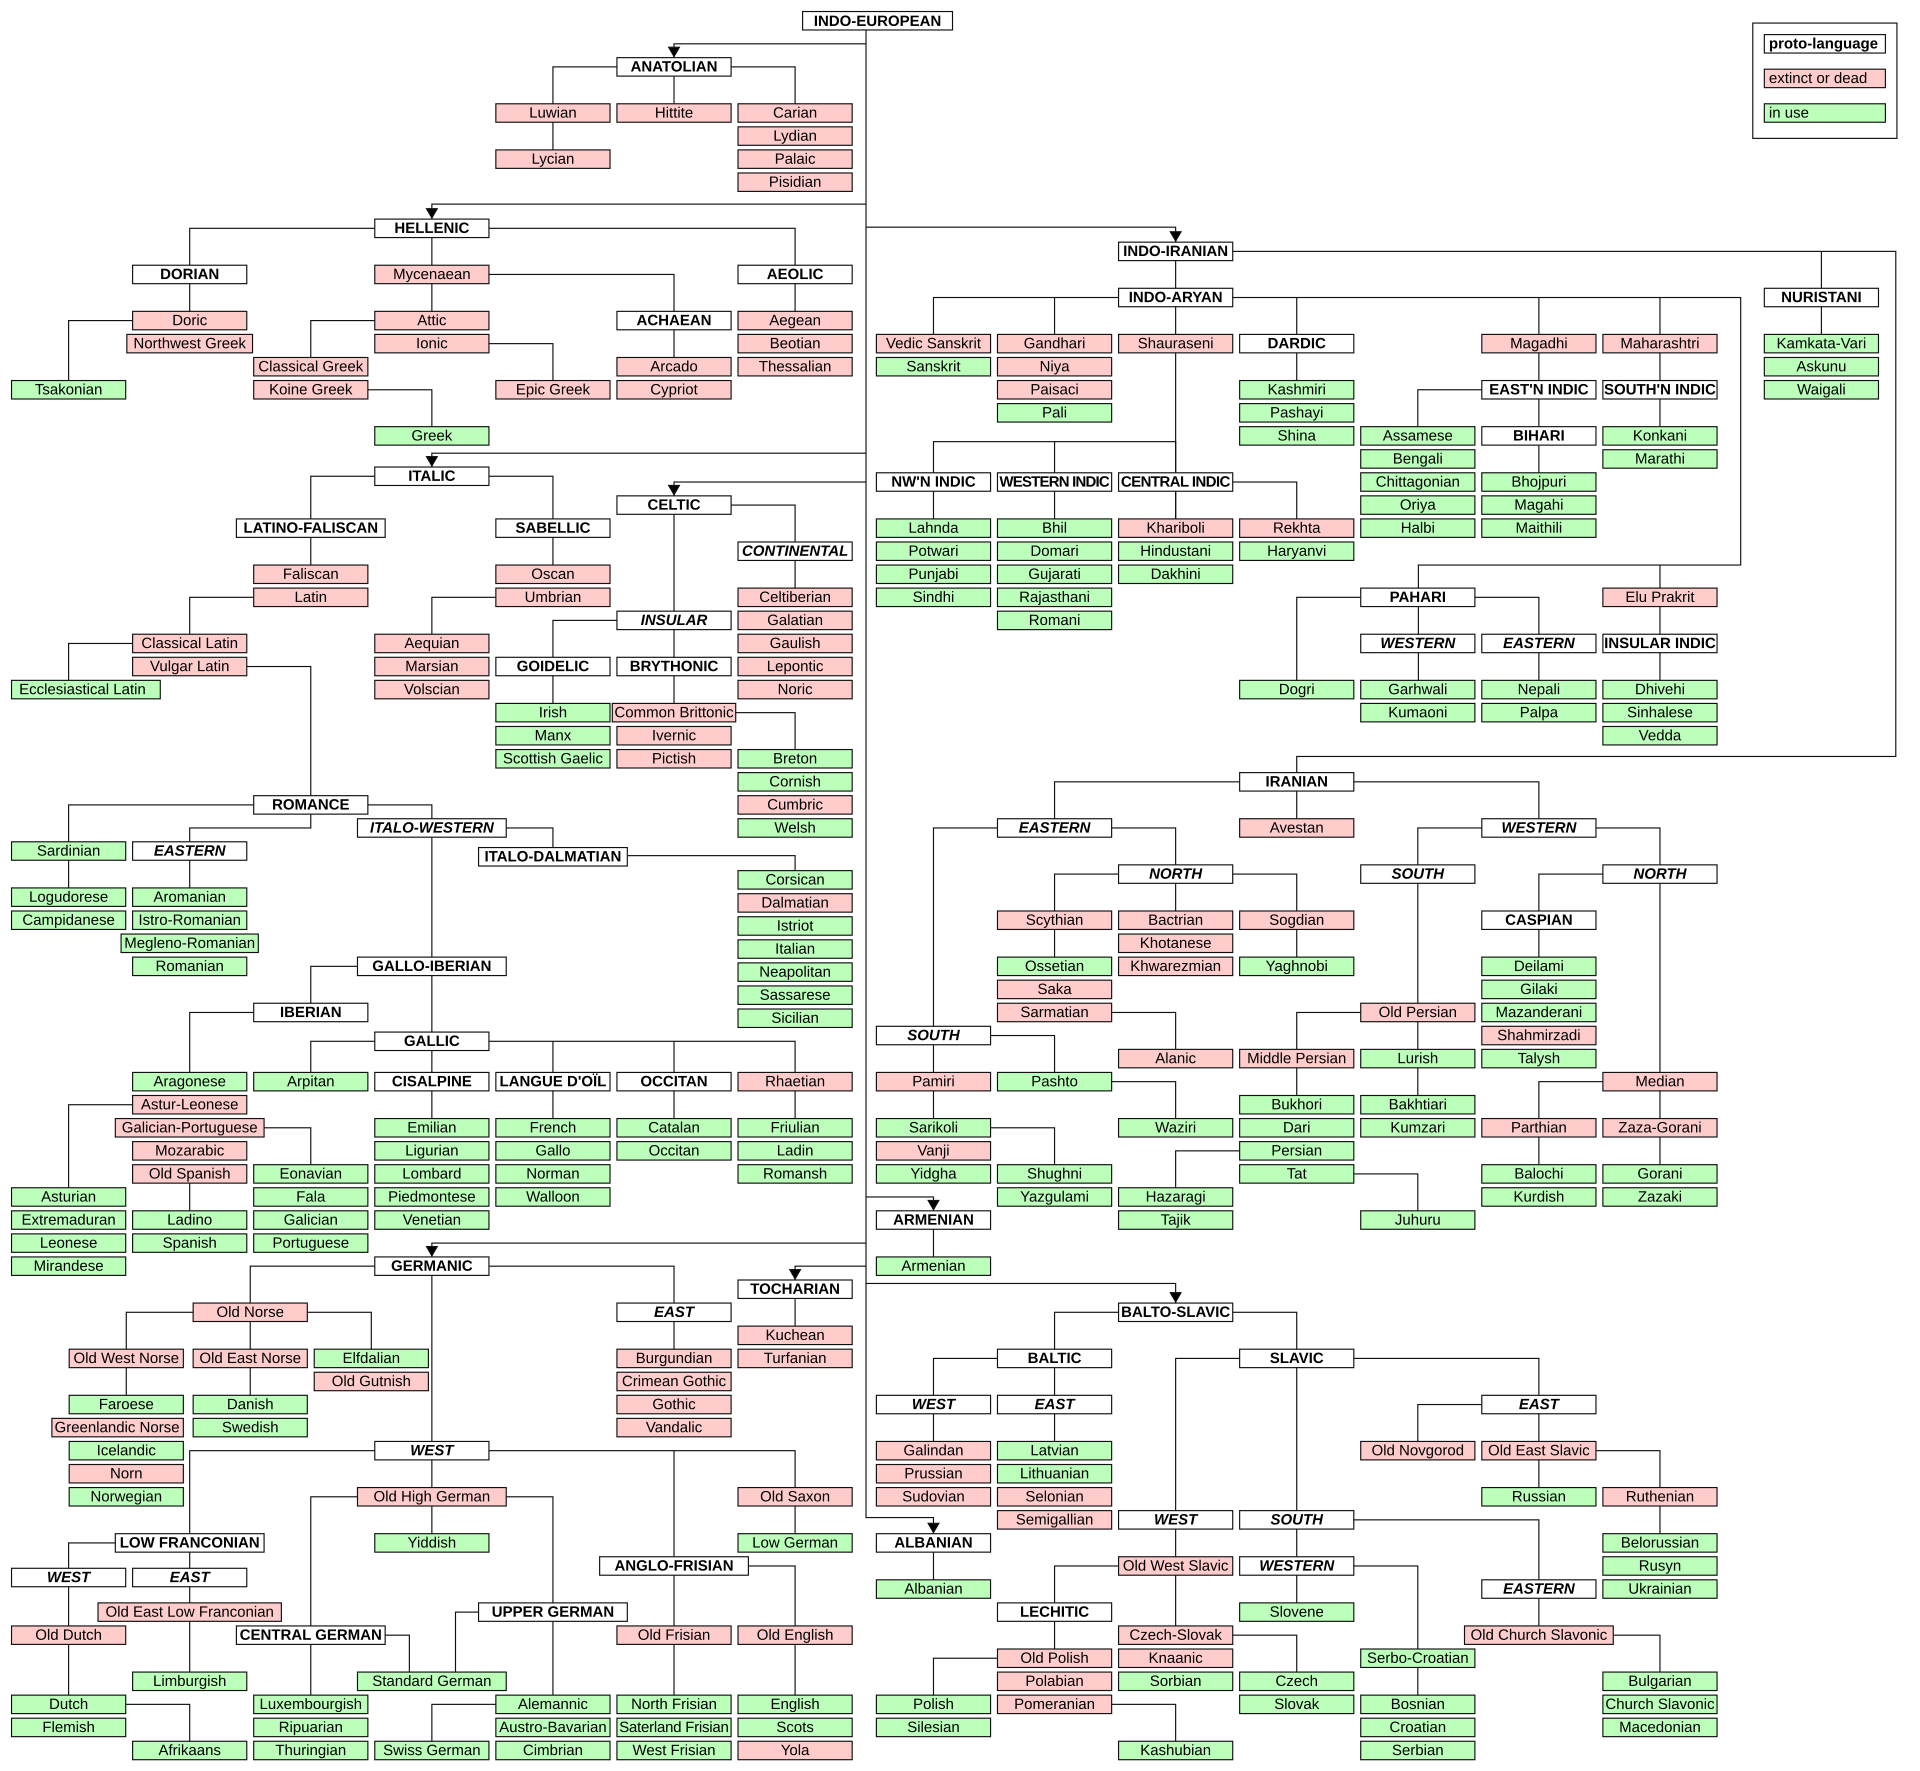 INDO-EUROPEAN
proto-language
extinct or dead
in use
ANATOLIAN
Luwian
Hittite
Carian
Lydian
Lycian
Palaic
Pisidian
HELLENIC
DORIAN
Mycenaean
AEOLIC
Doric
Attic
ACHAEAN
Aegean
Northwest Greek
Ionic
Beotian
Classical Greek
Arcado
Thessalian
Tsakonian
Koine Greek
Epic Greek
Cypriot
Greek
INDO-IRANIAN
INDO-ARYAN
NURISTANI
Vedic Sanskrit
Gandhari
Shauraseni
DARDIC
Magadhi
Maharashtri
Kamkata-Vari
Sanskrit
Niya
Askunu
Paisaci
Kashmiri
EAST'N INDIC
SOUTH'N INDIC
Waigali
Pali
Pashayi
Shina
Assamese
BIHARI
Konkani
Bengali
Marathi
NW'N INDIC
WESTERN INDIC
CENTRAL INDIC
Chittagonian
Bhojpuri
Oriya
Magahi
Lahnda
Bhil
Khariboli
Rekhta
Halbi
Maithili
Potwari
Domari
Hindustani
Haryanvi
Punjabi
Gujarati
Dakhini
Sindhi
Rajasthani
Romani
PAHARI
Elu Prakrit
WESTERN
EASTERN
INSULAR INDIC
Dogri
Garhwali
Nepali
Dhivehi
Kumaoni
Palpa
Sinhalese
Vedda
ITALIC
CELTIC
LATINO-FALISCAN
SABELLIC
CONTINENTAL
Faliscan
Oscan
Latin
Umbrian
Celtiberian
INSULAR
Galatian
Classical Latin
Aequian
Gaulish
Vulgar Latin
Marsian
GOIDELIC
BRYTHONIC
Lepontic
Ecclesiastical Latin
Volscian
Noric
Irish
Common Brittonic
Manx
Ivernic
Scottish Gaelic
Pictish
Breton
Cornish
Cumbric
Welsh
ROMANCE
ITALO-WESTERN
Sardinian
EASTERN
ITALO-DALMATIAN
Corsican
Logudorese
Aromanian
Dalmatian
Campidanese
Istro-Romanian
Istriot
Megleno-Romanian
Italian
Romanian
GALLO-IBERIAN
Neapolitan
Sassarese
IBERIAN
Sicilian
GALLIC
Aragonese
Arpitan
CISALPINE
LANGUE D'OÏL
OCCITAN
Rhaetian
Astur-Leonese
Galician-Portuguese
Emilian
French
Catalan
Friulian
Mozarabic
Ligurian
Gallo
Occitan
Ladin
Old Spanish
Eonavian
Lombard
Norman
Romansh
Asturian
Fala
Piedmontese
Walloon
Extremaduran
Ladino
Galician
Venetian
Leonese
Spanish
Portuguese
Mirandese
IRANIAN
EASTERN
Avestan
WESTERN
NORTH
SOUTH
NORTH
Scythian
Bactrian
Sogdian
CASPIAN
Khotanese
Ossetian
Khwarezmian
Yaghnobi
Deilami
Saka
Gilaki
Sarmatian
Old Persian
Mazanderani
SOUTH
Shahmirzadi
Alanic
Middle Persian
Lurish
Talysh
Pamiri
Pashto
Median
Bukhori
Bakhtiari
Sarikoli
Waziri
Dari
Kumzari
Parthian
Zaza-Gorani
Vanji
Persian
Yidgha
Shughni
Tat
Balochi
Gorani
Yazgulami
Hazaragi
Kurdish
Zazaki
ARMENIAN
Tajik
Juhuru
Armenian
GERMANIC
TOCHARIAN
Old Norse
EAST
Kuchean
Old West Norse
Old East Norse
Elfdalian
Burgundian
Turfanian
Old Gutnish
Crimean Gothic
Faroese
Danish
Gothic
Greenlandic Norse
Swedish
Vandalic
Icelandic
WEST
Norn
Norwegian
Old High German
Old Saxon
LOW FRANCONIAN
Yiddish
Low German
WEST
EAST
ANGLO-FRISIAN
Old East Low Franconian
UPPER GERMAN
Old Dutch
CENTRAL GERMAN
Old Frisian
Old English
Limburgish
Standard German
Dutch
Luxembourgish
Alemannic
North Frisian
English
Flemish
Ripuarian
Austro-Bavarian
Saterland Frisian
Scots
Afrikaans
Thuringian
Swiss German
Cimbrian
West Frisian
Yola
BALTO-SLAVIC
BALTIC
SLAVIC
WEST
EAST
EAST
Galindan
Latvian
Old Novgorod
Old East Slavic
Prussian
Lithuanian
Sudovian
Selonian
Russian
Ruthenian
Semigallian
WEST
SOUTH
ALBANIAN
Belorussian
Old West Slavic
WESTERN
Rusyn
Albanian
EASTERN
Ukrainian
LECHITIC
Slovene
Czech-Slovak
Old Church Slavonic
Old Polish
Knaanic
Serbo-Croatian
Polabian
Sorbian
Czech
Bulgarian
Polish
Pomeranian
Slovak
Bosnian
Church Slavonic
Silesian
Croatian
Macedonian
Kashubian
Serbian